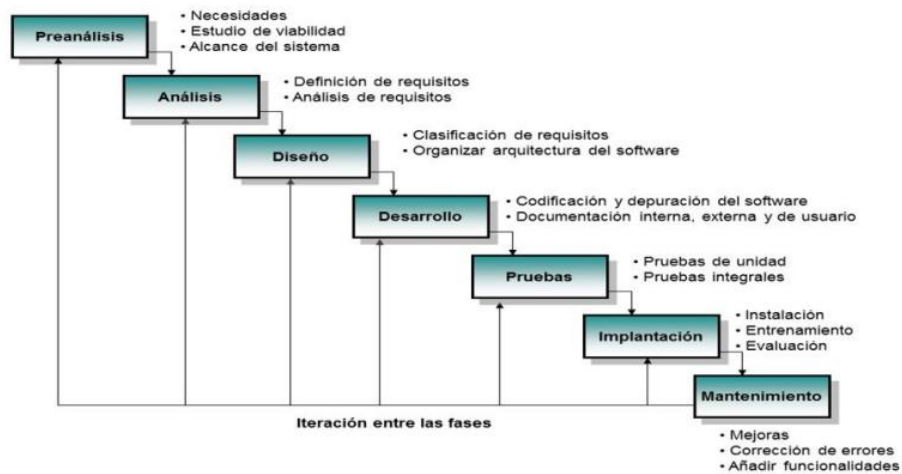 Preanálisis
• Necesidades
• Estudio de viabilidad
• Alcance del sistema
Análisis
• Definición de requisitos
• Análisis de requisitos
Diseño
• Clasificación de requisitos
• Organizar arquitectura del software
Desarrollo
• Codificación y depuración del software
• Documentación interna, externa y de usuario
Pruebas
• Pruebas de unidad
• Pruebas integrales
Implantación
• Instalación
• Entrenamiento
• Evaluación
Mantenimiento
• Mejoras
• Corrección de errores
• Añadir funcionalidades
Iteración entre las fases